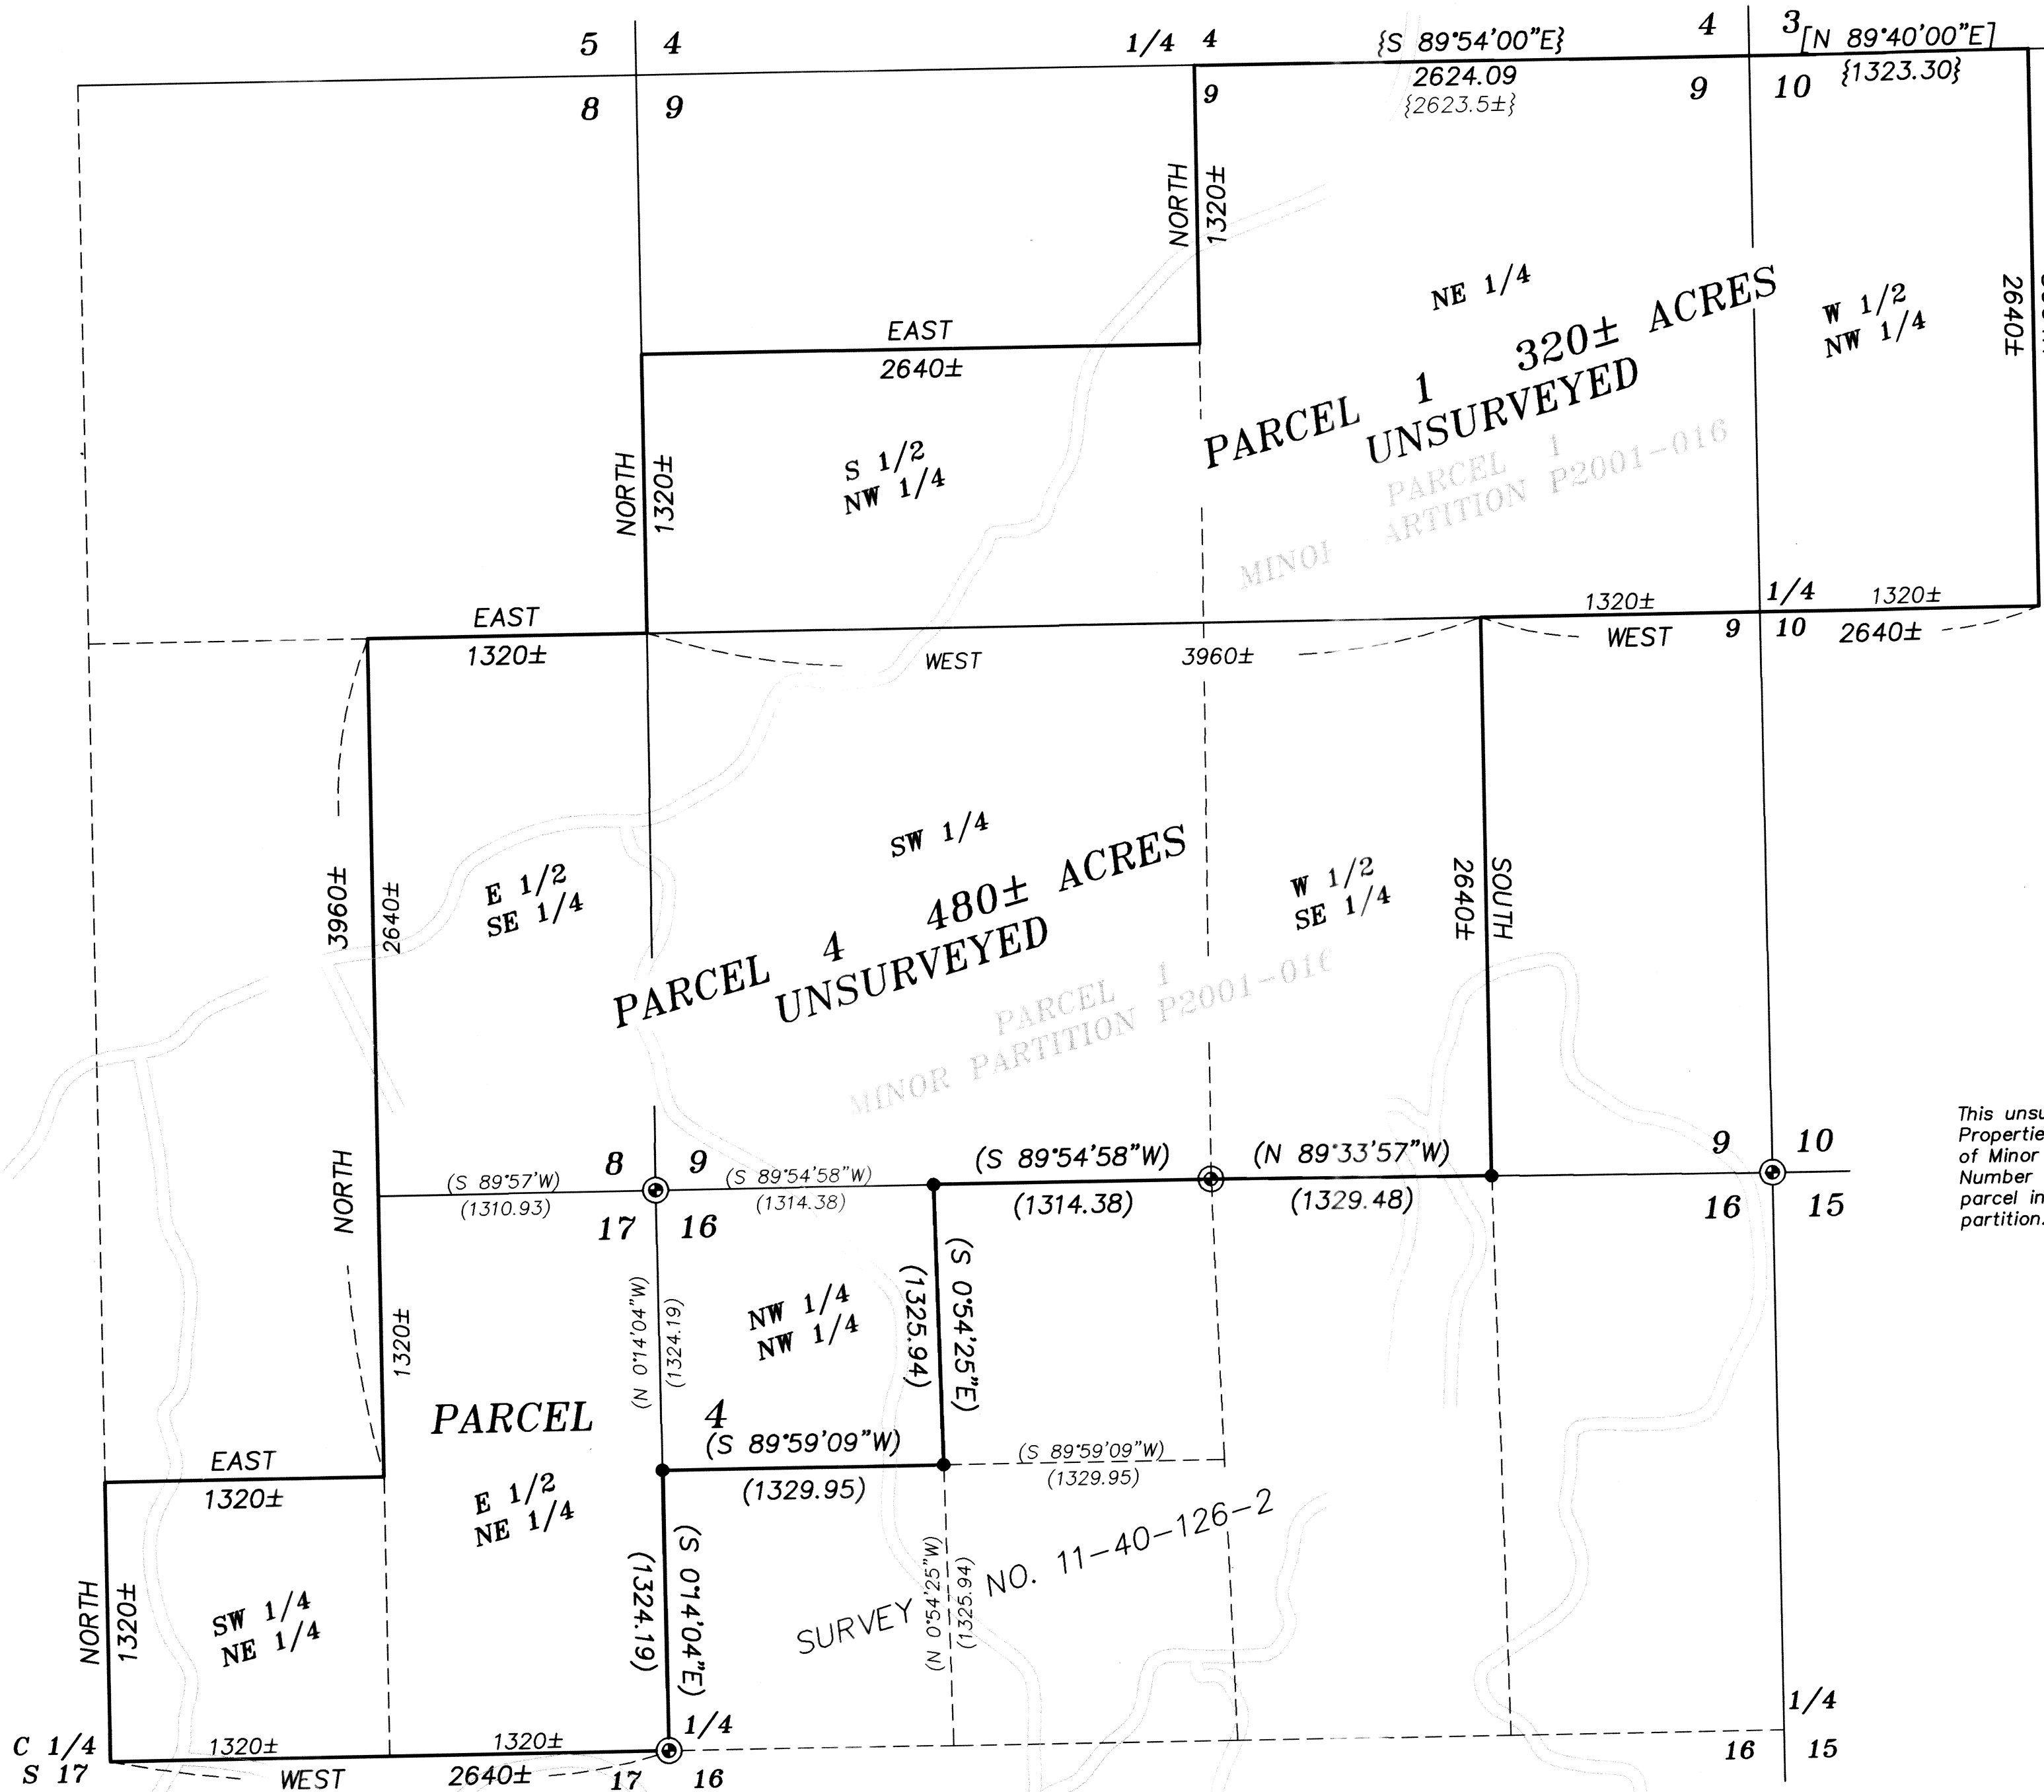 5 4
1/4 4
{S 89°54'00"E}
4 3
[N 89°40'00"E]
8 9
9
2624.09
{2623.5±}
9 10
{1323.30}
NORTH
1320±
NE 1/4
W 1/2
NW 1/4
2640±
EAST
2640±
PARCEL 1 320± ACRES
UNSURVEYED
PARCEL 1
MINOR PARTITION P2001-016
S 1/2
NW 1/4
NORTH
1320±
EAST
1320±
WEST 3960±
1320±
1/4
1320±
WEST
9 10
2640±
3960±
2640±
NORTH
E 1/2
SE 1/4
SW 1/4
W 1/2
SE 1/4
2640±
SOUTH
PARCEL 4 480± ACRES
UNSURVEYED
PARCEL 1
MINOR PARTITION P2001-016
This unsu
Propertie
of Minor
Number
parcel in
partition.
(S 89°57'W)
(1310.93)
8 9
17 16
(S 89°54'58"W)
(1314.38)
(S 89°54'58"W)
(1314.38)
(N 89°33'57"W)
(1329.48)
9 10
16 15
1320±
(N 0°14'04"W)
(1324.19)
NW 1/4
NW 1/4
(1325.94)
(S 0°54'25"E)
PARCEL 4
(S 89°59'09"W)
(1329.95)
(S 89°59'09"W)
(1329.95)
EAST
1320±
E 1/2
NE 1/4
NORTH
1320±
SW 1/4
NE 1/4
(1324.19)
(S 0°14'04"E)
SURVEY NO. 11-40-126-2
(N 0°54'25"W)
(1325.94)
C 1/4
S 17
1320±
1320±
1/4
WEST
2640±
17 16
1/4
16 15